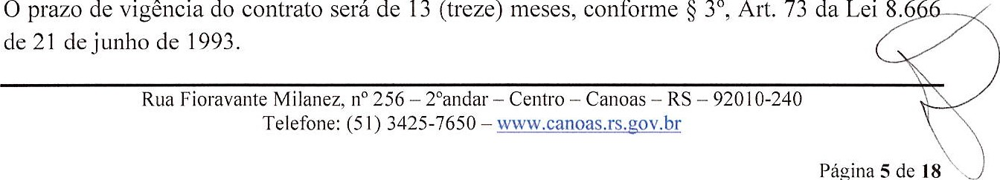 O prazo de vigência do contrato será de 13 (treze) meses, conforme § 3º, Art. 73 da Lei 8.666
de 21 de junho de 1993.
Rua Fioravante Milanez, nº 256 – 2ºandar – Centro – Canoas – RS – 92010-240
Telefone: (51) 3425-7650 – www.canoas.rs.gov.br
Página 5 de 18